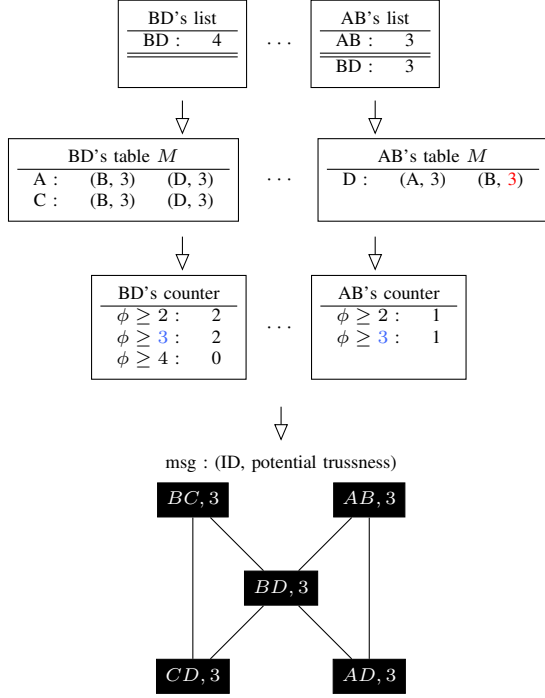 BD's list
BD : 4
...
AB's list
AB : 3
BD : 3
BD's table M
A : (B, 3) (D, 3)
C : (B, 3) (D, 3)
...
AB's table M
D : (A, 3) (B, 3)
BD's counter
ϕ ≥ 2 : 2
ϕ ≥ 3 : 2
ϕ ≥ 4 : 0
...
AB's counter
ϕ ≥ 2 : 1
ϕ ≥ 3 : 1
msg : (ID, potential trussness)
BC, 3
AB, 3
BD, 3
CD, 3
AD, 3